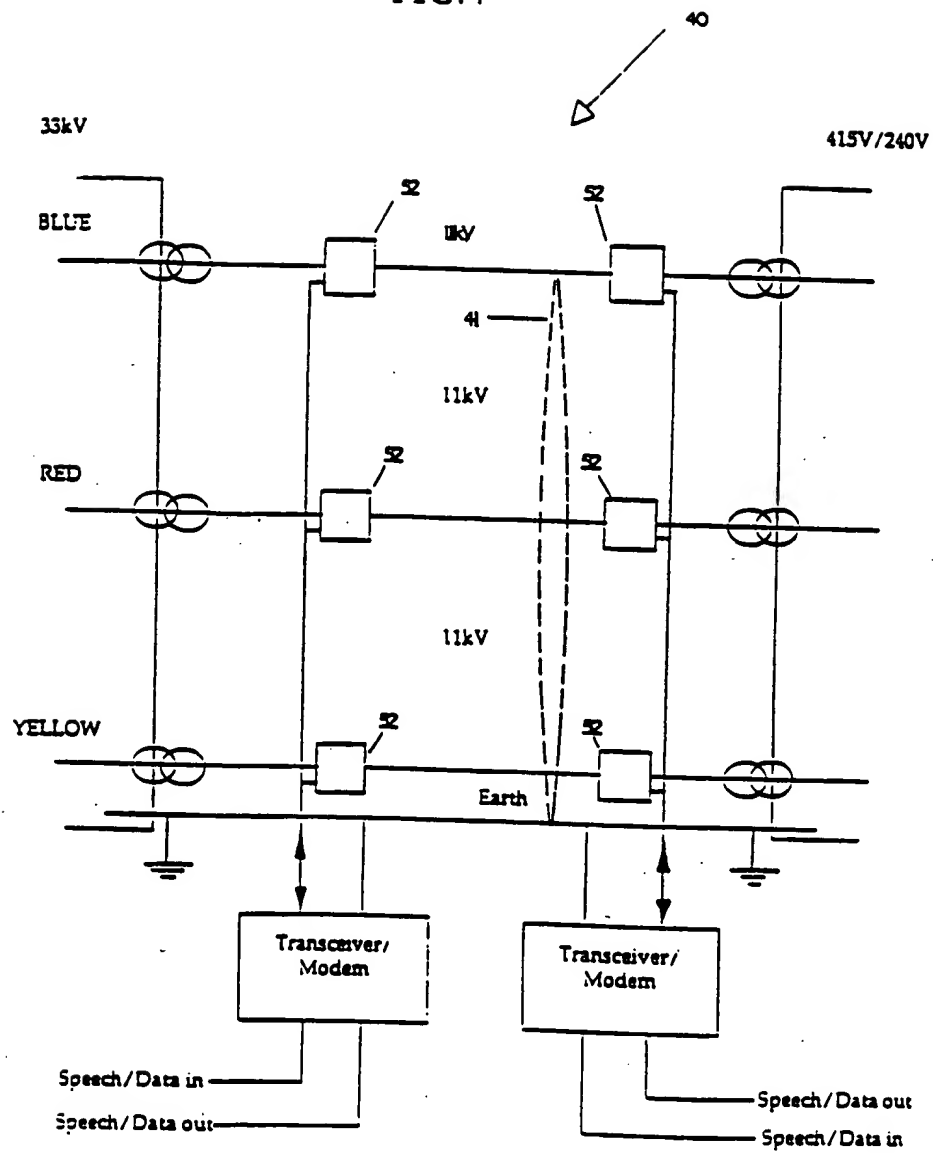 40
33kV
415V/240V
BLUE
52
52
11kV
41
11kV
RED
52
52
11kV
YELLOW
52
52
Earth
Transceiver/
Modem
Transceiver/
Modem
Speech/Data in
Speech/Data out
Speech/Data out
Speech/Data in